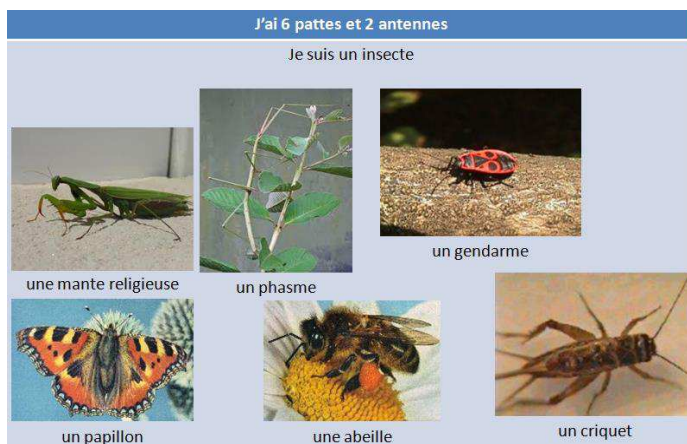 J'ai 6 pattes et 2 antennes
Je suis un insecte
un gendarme
une mante religieuse
un phasme
un papillon
une abeille
un criquet